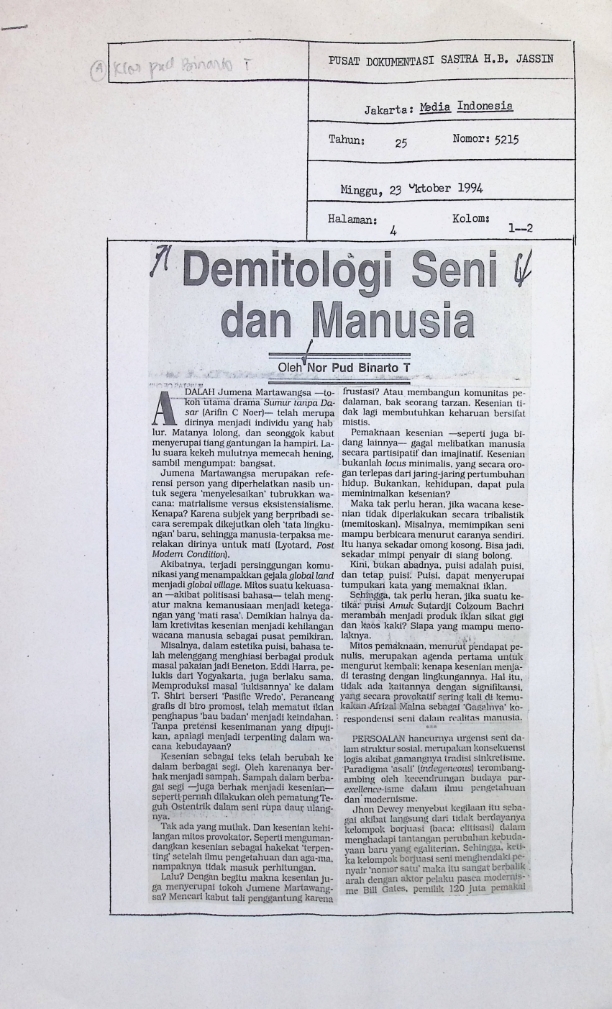 PUSAT DOKUMENTASI SASTRA H.B. JASSIN
Jakarta: Media Indonesia
Tahun: 25 Nomor: 5215
Minggu, 23 Oktober 1994
Halaman: 4 Kolom: 1--2
Demitologi Seni
dan Manusia
Oleh Nor Pud Binarto T
ADALAH Jumena Martawangsa —to-
koh utama drama Sumur tanpa Da-
sar (Arifin C Noer)— telah merupa
dirinya menjadi individu yang hab
lur. Matanya lolong, dan seonggok kabut
menyerupai tiang gantungan la hampiri. La-
lu suara kekeh mulutnya memecah hening,
sambil mengumpat: bangsat.
Jumena Martawangsa merupakan refe-
rensi person yang diperhelatkan nasib un-
tuk segera 'menyelesaikan' tubrukkan wa-
cana: matrialisme versus eksistensialisme.
Kenapa? Karena subjek yang berpribadi se-
cara serempak dikejutkan oleh 'tata lingku-
ngan' baru, sehingga manusia-terpaksa me-
relakan dirinya untuk mati (Lyotard, Post
Modern Condition).
Akibatnya, terjadi persinggungan komu-
nikasi yang menampakkan gejala global land
menjadi global village. Mitos suatu kekuasa-
an —akibat politisasi bahasa— telah meng-
atur makna kemanusiaan menjadi ketega-
ngan yang 'mati rasa'. Demikian halnya da-
lam kretivitas kesenian menjadi kehilangan
wacana manusia sebagai pusat pemikiran.
Misalnya, dalam estetika puisi, bahasa te-
lah melenggang menghiasi berbagai produk
masal pakaian jadi Beneton. Eddi Harra, pe-
lukis dari Yogyakarta, juga berlaku sama.
Memproduksi masal 'lukisannya' ke dalam
T. Shirt berseri 'Pasific Wredo'. Perancang
grafis di biro promosi, telah mematut iklan
penghapus 'bau badan' menjadi keindahan.
Tanpa pretensi kesenimanan yang dipuji-
kan, apalagi menjadi terpenting dalam wa-
cana kebudayaan?
Kesenian sebagai teks telah berubah ke
dalam berbagai segi. Oleh karenanya ber-
hak menjadi sampah. Sampah dalam berba-
gai segi —juga berhak menjadi kesenian—
seperti pernah dilakukan oleh pematung Te-
guh Ostentrik dalam seni rupa daur ulang-
nya.
Tak ada yang mutlak. Dan kesenian kehi-
langan mitos provokator. Seperti menguman-
dangkan kesenian sebagai hakekat 'terpen-
ting' setelah ilmu pengetahuan dan aga-ma,
nampaknya tidak masuk perhitungan.
Lalu? Dengan begitu makna kesenian ju-
ga menyerupai tokoh Jumene Martawang-
sa? Mencari kabut tali penggantung karena
frustasi? Atau membangun komunitas pe-
dalaman, bak seorang tarzan. Kesenian ti-
dak lagi membutuhkan keharuan bersifat
mistis.
Pemaknaan kesenian —seperti juga bi-
dang lainnya— gagal melibatkan manusia
secara partisipatif dan imajinatif. Kesenian
bukanlah locus minimalis, yang secara oro-
gan terlepas dari jaring-jaring pertumbuhan
hidup. Bukankan, kehidupan, dapat pula
meminimalkan kesenian?
Maka tak perlu heran, jika wacana kese-
nian tidak diperlakukan secara tribalistik
(memitoskan). Misalnya, memimpikan seni
mampu berbicara menurut caranya sendiri.
Itu hanya sekadar omong kosong. Bisa jadi,
sekadar mimpi penyair di siang bolong.
Kini, bukan abadnya, puisi adalah puisi,
dan tetap puisi. Puisi, dapat menyerupai
tumpukari kata yang memaknai iklan.
Sehingga, tak perlu heran, jika suatu ke-
tika: puisi Amuk Sutardji Colzoum Bachri
merambah menjadi produk iklan sikat gigi
dan kaos kaki? Siapa yang mampu meno-
laknya.
Mitos pemaknaan, menurut pendapat pe-
nulis, merupakan agenda pertama untuk
mengurut kembali: kenapa kesenian menja-
di terasing dengan lingkungannya. Hal itu,
tidak ada kaitannya dengan signifikansi,
yang secara provokatif sering kali di kemu-
kakan Afrizal Malna sebagai 'Gagalnya' ko-
respondensi seni dalam realitas manusia.
***
PERSOALAN hancurnya urgensi seni da-
lam struktur sosial, merupakan konsekuensi
logis akibat gamangnya tradisi sinkretisme.
Paradigma 'asali' (indegeneous) terombang-
ambing oleh kecendrungan budaya par-
exellence-isme dalam ilmu pengetahuan
dan modernisme.
Jhon Dewey menyebut kegilaan itu seba-
gai akibat langsung dari tidak berdayanya
kelompok borjuasi (baca: elitisasi) dalam
menghadapi tantangan perubahan kebuda-
yaan baru yang egaliterian. Sehingga, keti-
ka kelompok borjuasi seni menghendaki pe-
nyair 'nomor satu' maka itu sangat berbalik
arah dengan aktor pelaku pasca modernis-
me Bill Gates, pemilik 120 juta pemakai